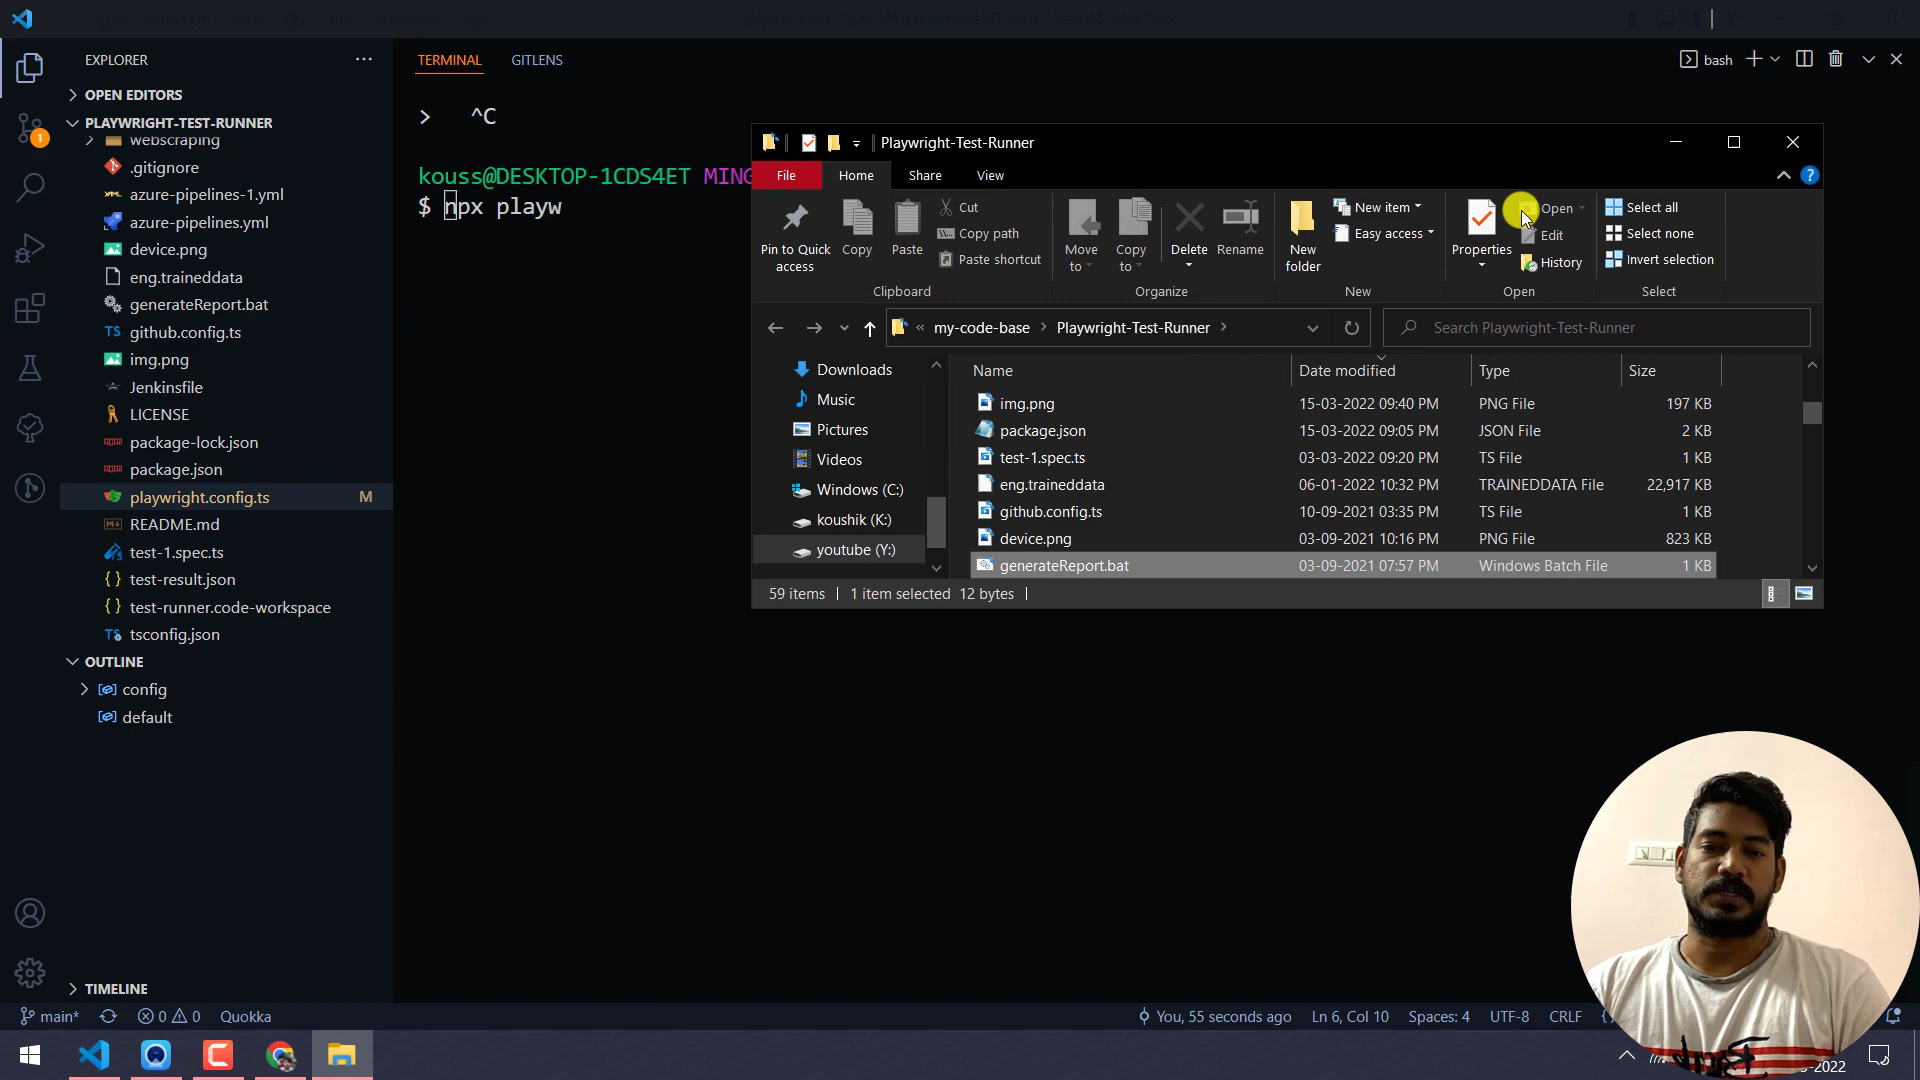 EXPLORER
OPEN EDITORS
PLAYWRIGHT-TEST-RUNNER
webscraping
.gitignore
azure-pipelines-1.yml
azure-pipelines.yml
device.png
eng.traineddata
generateReport.bat
github.config.ts
img.png
Jenkinsfile
LICENSE
package-lock.json
package.json
playwright.config.ts M
README.md
test-1.spec.ts
test-result.json
test-runner.code-workspace
tsconfig.json
OUTLINE
config
default
TIMELINE
TERMINAL GITLENS
bash
> ^C
kouss@DESKTOP-1CDS4ET MING
$ npx playw
Playwright-Test-Runner
File Home Share View
Pin to Quick access
Copy
Paste
Cut
Copy path
Paste shortcut
Clipboard
Move to
Copy to
Delete
Rename
Organize
New folder
New item
Easy access
New
Properties
Open
Edit
History
Open
Select all
Select none
Invert selection
Select
« my-code-base > Playwright-Test-Runner >
Search Playwright-Test-Runner
Downloads
Music
Pictures
Videos
Windows (C:)
koushik (K:)
youtube (Y:)
Name Date modified Type Size
img.png 15-03-2022 09:40 PM PNG File 197 KB
package.json 15-03-2022 09:05 PM JSON File 2 KB
test-1.spec.ts 03-03-2022 09:20 PM TS File 1 KB
eng.traineddata 06-01-2022 10:32 PM TRAINEDDATA File 22,917 KB
github.config.ts 10-09-2021 03:35 PM TS File 1 KB
device.png 03-09-2021 10:16 PM PNG File 823 KB
generateReport.bat 03-09-2021 07:57 PM Windows Batch File 1 KB
59 items 1 item selected 12 bytes
main* 0 0 Quokka
You, 55 seconds ago Ln 6, Col 10 Spaces: 4 UTF-8 CRLF